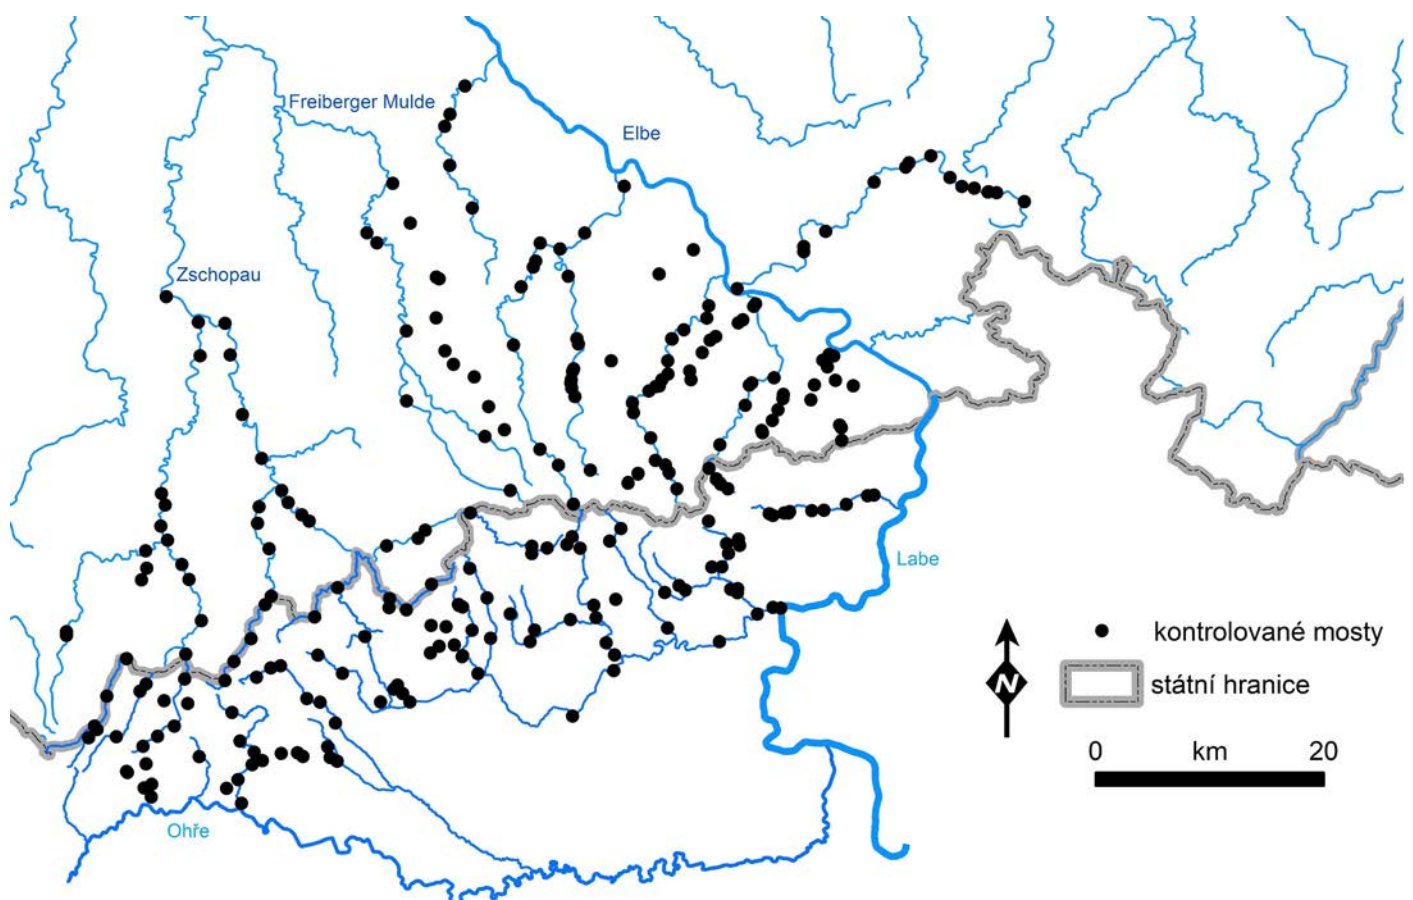 Freiberger Mulde
Elbe
Zschopau
Labe
kontrolované mosty
N
státní hranice
0 km 20
Ohře